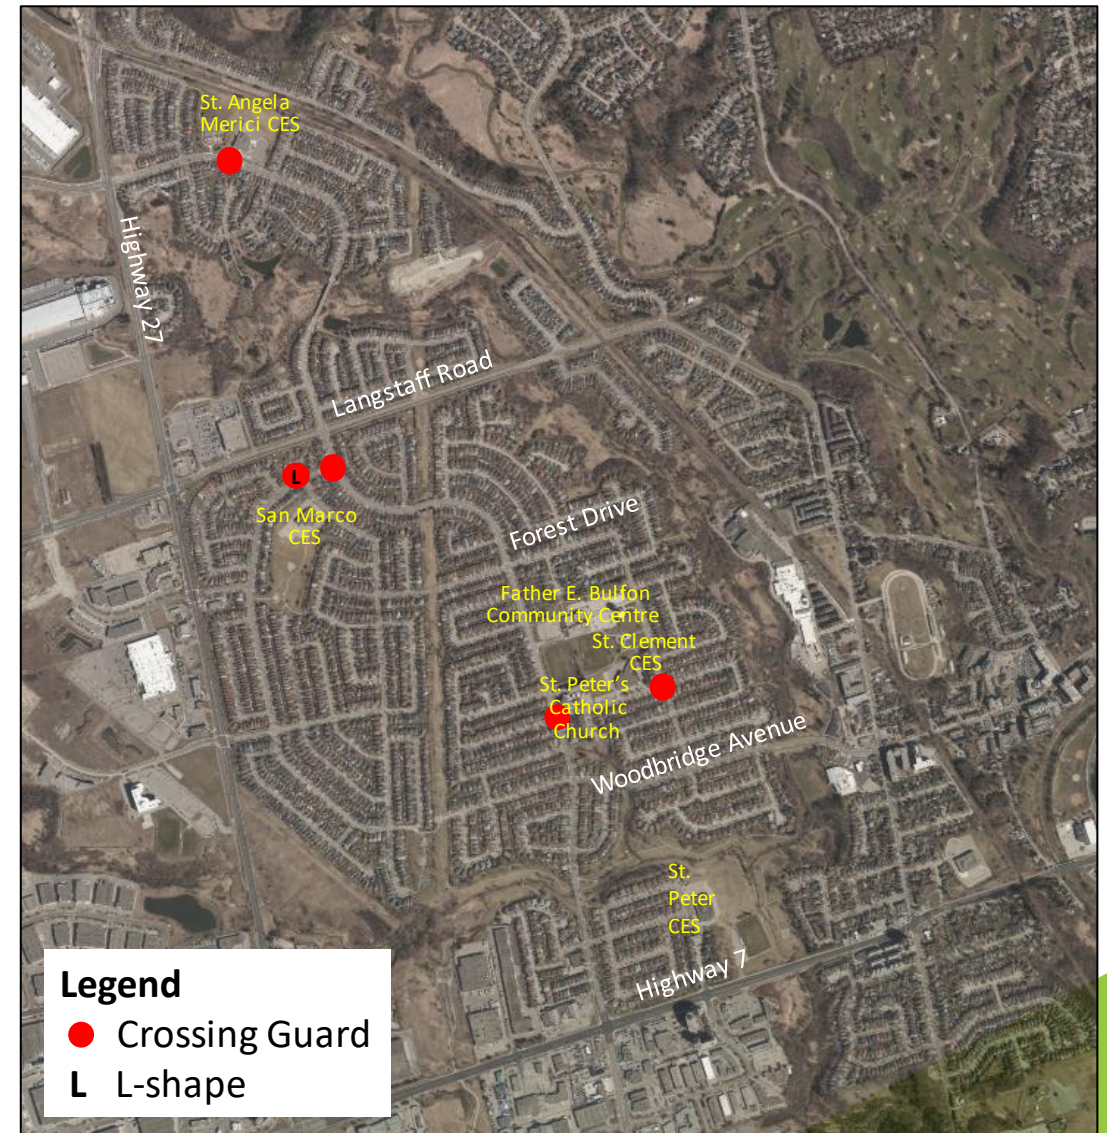 St. Angela
Merici CES
Highway 27
Langstaff Road
L
San Marco
CES
Forest Drive
Father E. Bulfon
Community Centre
St. Clement
CES
St. Peter's
Catholic
Church
Woodbridge Avenue
St.
Peter
CES
Highway 7
Legend
Crossing Guard
L L-shape